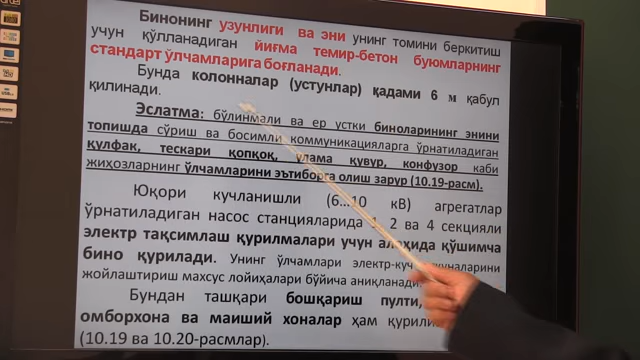 Бинонинг узунлиги ва эни унинг томини беркитиш
учун қўлланадиган йиғма темир-бетон буюмларнинг
стандарт ўлчамларига боғланади.
Бунда колонналар (устунлар) қадами 6 м қабул
қилинади.
Эслатма: бўлинмали ва ер устки биноларининг энини
топишда сўриш ва босимли коммуникацияларга ўрнатиладиган
қулфак, тескари қопқоқ, улама қувур, конфузор каби
жиҳозларнинг ўлчамларини эътиборга олиш зарур (10.19-расм).
Юқори кучланишли (6...10 кВ) агрегатлар
ўрнатиладиган насос станцияларида 2 ва 4 секцияли
электр тақсимлаш қурилмалари учун алоҳида қўшимча
бино қурилади. Унинг ўлчамлари
жойлаштириш махсус лойиҳалари бўйича
Бундан ташқари бошқариш пулти,
омборхона ва маиший хоналар ҳам
(10.19 ва 10.20-расмлар).